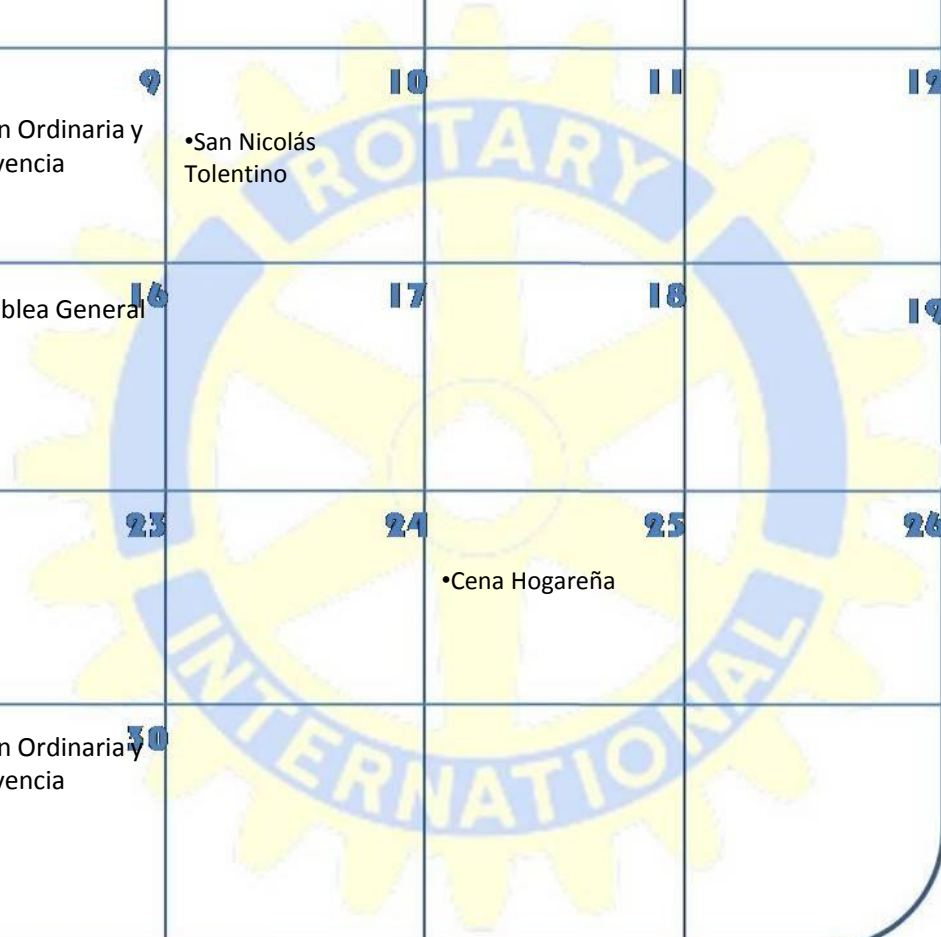 9
10
11
12
n Ordinaria y
vencia
•San Nicolás
Tolentino
ROTARY
16
17
18
19
blea General
23
24
25
26
•Cena Hogareña
30
n Ordinaria y
vencia
INTERNATIONAL